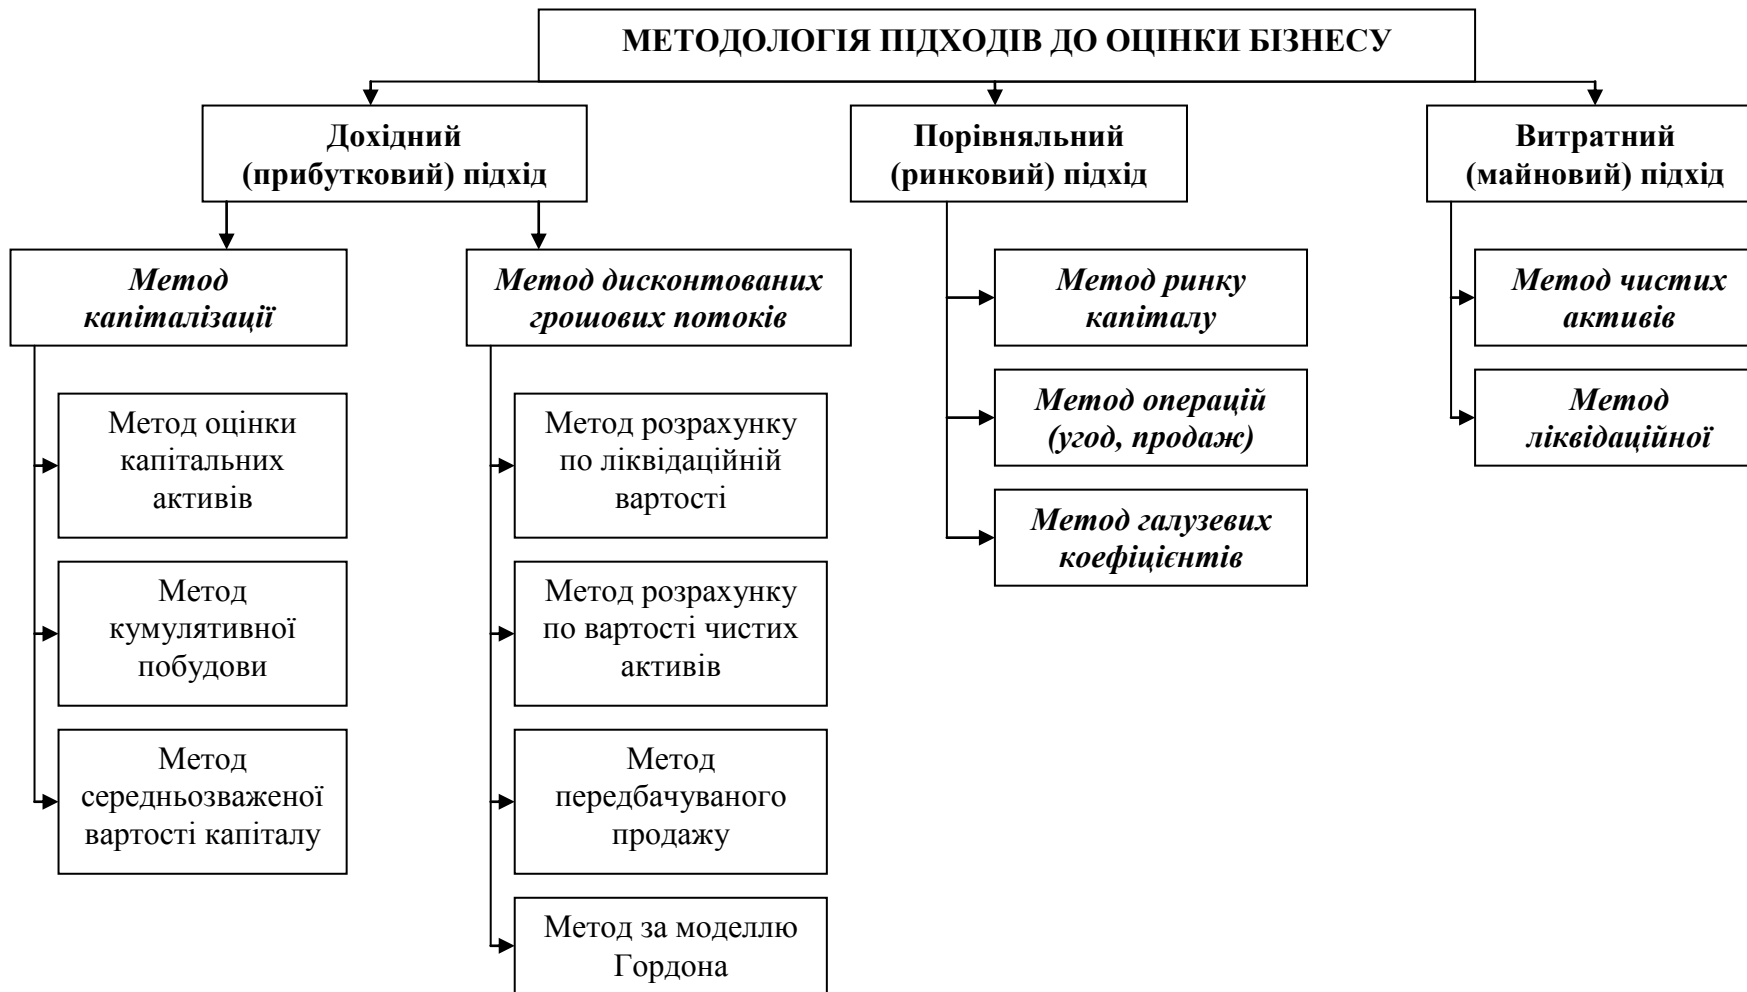 МЕТОДОЛОГІЯ ПІДХОДІВ ДО ОЦІНКИ БІЗНЕСУ
Дохідний
(прибутковий) підхід
Порівняльний
(ринковий) підхід
Витратний
(майновий) підхід
Метод
капіталізації
Метод дисконтованих
грошових потоків
Метод ринку
капіталу
Метод чистих
активів
Метод оцінки
капітальних
активів
Метод розрахунку
по ліквідаційній
вартості
Метод операцій
(угод, продаж)
Метод
ліквідаційної
Метод галузевих
коефіцієнтів
Метод
кумулятивної
побудови
Метод розрахунку
по вартості чистих
активів
Метод
середньозваженої
вартості капіталу
Метод
передбачуваного
продажу
Метод за моделлю
Гордона